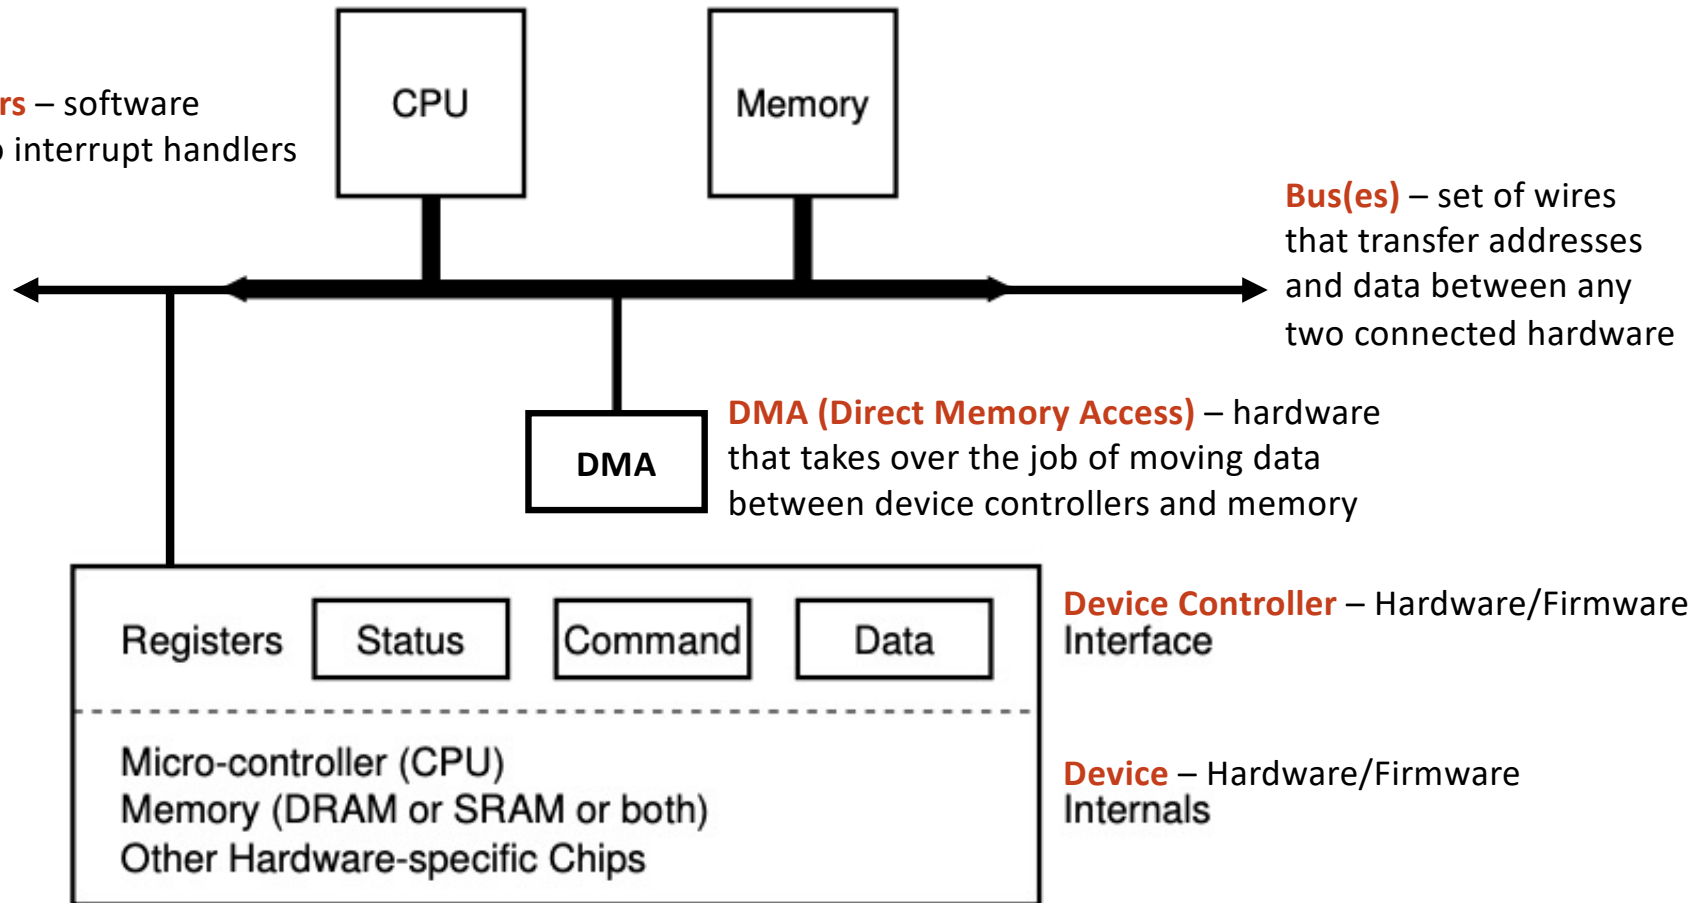 CPU
Memory
– software
interrupt handlers
Bus(es) – set of wires
that transfer addresses
and data between any
two connected hardware
DMA
DMA (Direct Memory Access) – hardware
that takes over the job of moving data
between device controllers and memory
Registers
Status
Command
Data
Device Controller – Hardware/Firmware
Interface
Micro-controller (CPU)
Memory (DRAM or SRAM or both)
Other Hardware-specific Chips
Device – Hardware/Firmware
Internals